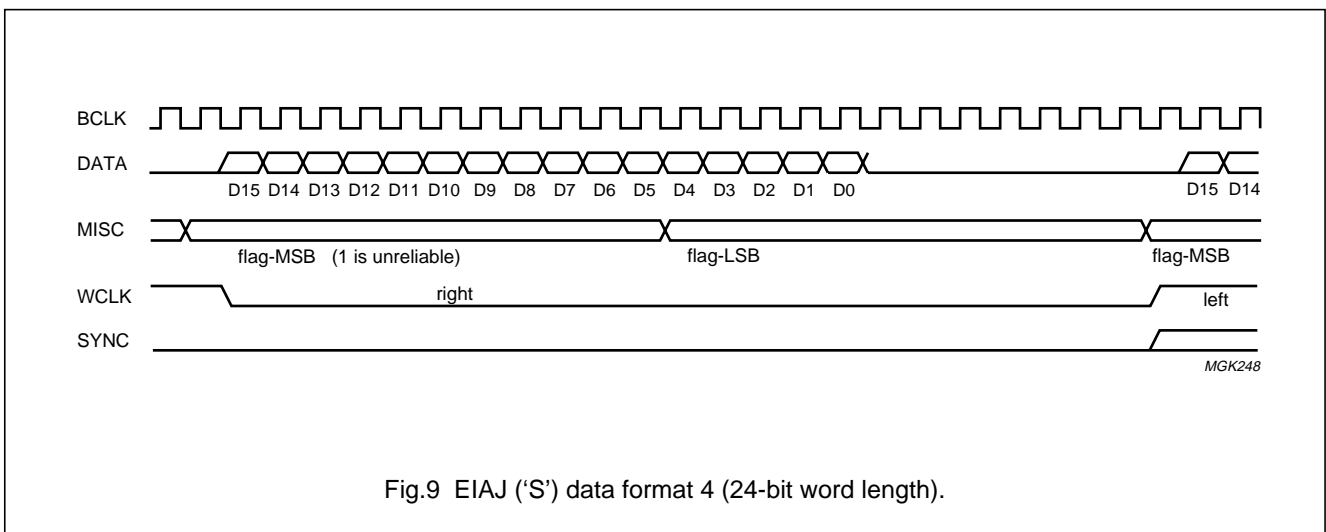 BCLK
DATA
D15 D14 D13 D12 D11 D10 D9 D8 D7 D6 D5 D4 D3 D2 D1 D0 D15 D14
MISC
flag-MSB (1 is unreliable) flag-LSB flag-MSB
WCLK right left
SYNC
MGK248
Fig.9 EIAJ (‘S’) data format 4 (24-bit word length).